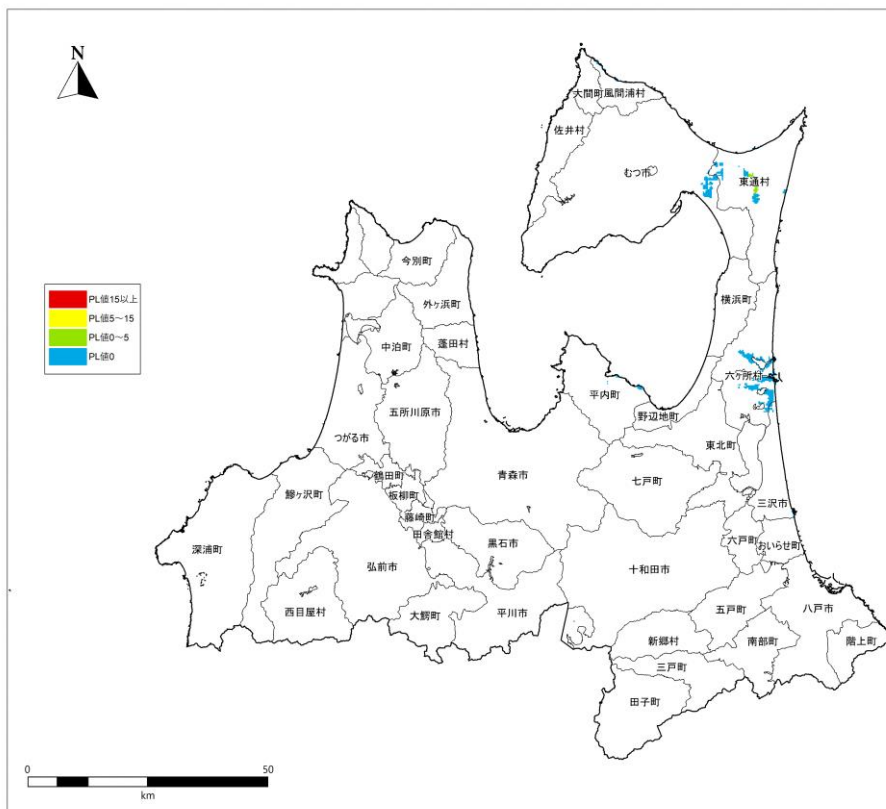 N
大間町
風間浦村
佐井村
むつ市
東通村
今別町
外ヶ浜町
横浜町
PL値15以上
PL値5～15
PL値0～5
PL値0
中泊町
蓬田村
六ヶ所村
平内町
五所川原市
野辺地町
つがる市
東北町
青森市
鶴田町
七戸町
鰺ヶ沢町
板柳町
三沢市
藤崎町
田舎館村
六戸町
おいらせ町
深浦町
黒石市
弘前市
十和田市
西目屋村
大鰐町
平川市
五戸町
八戸市
新郷村
南部町
階上町
三戸町
田子町
0
50
km